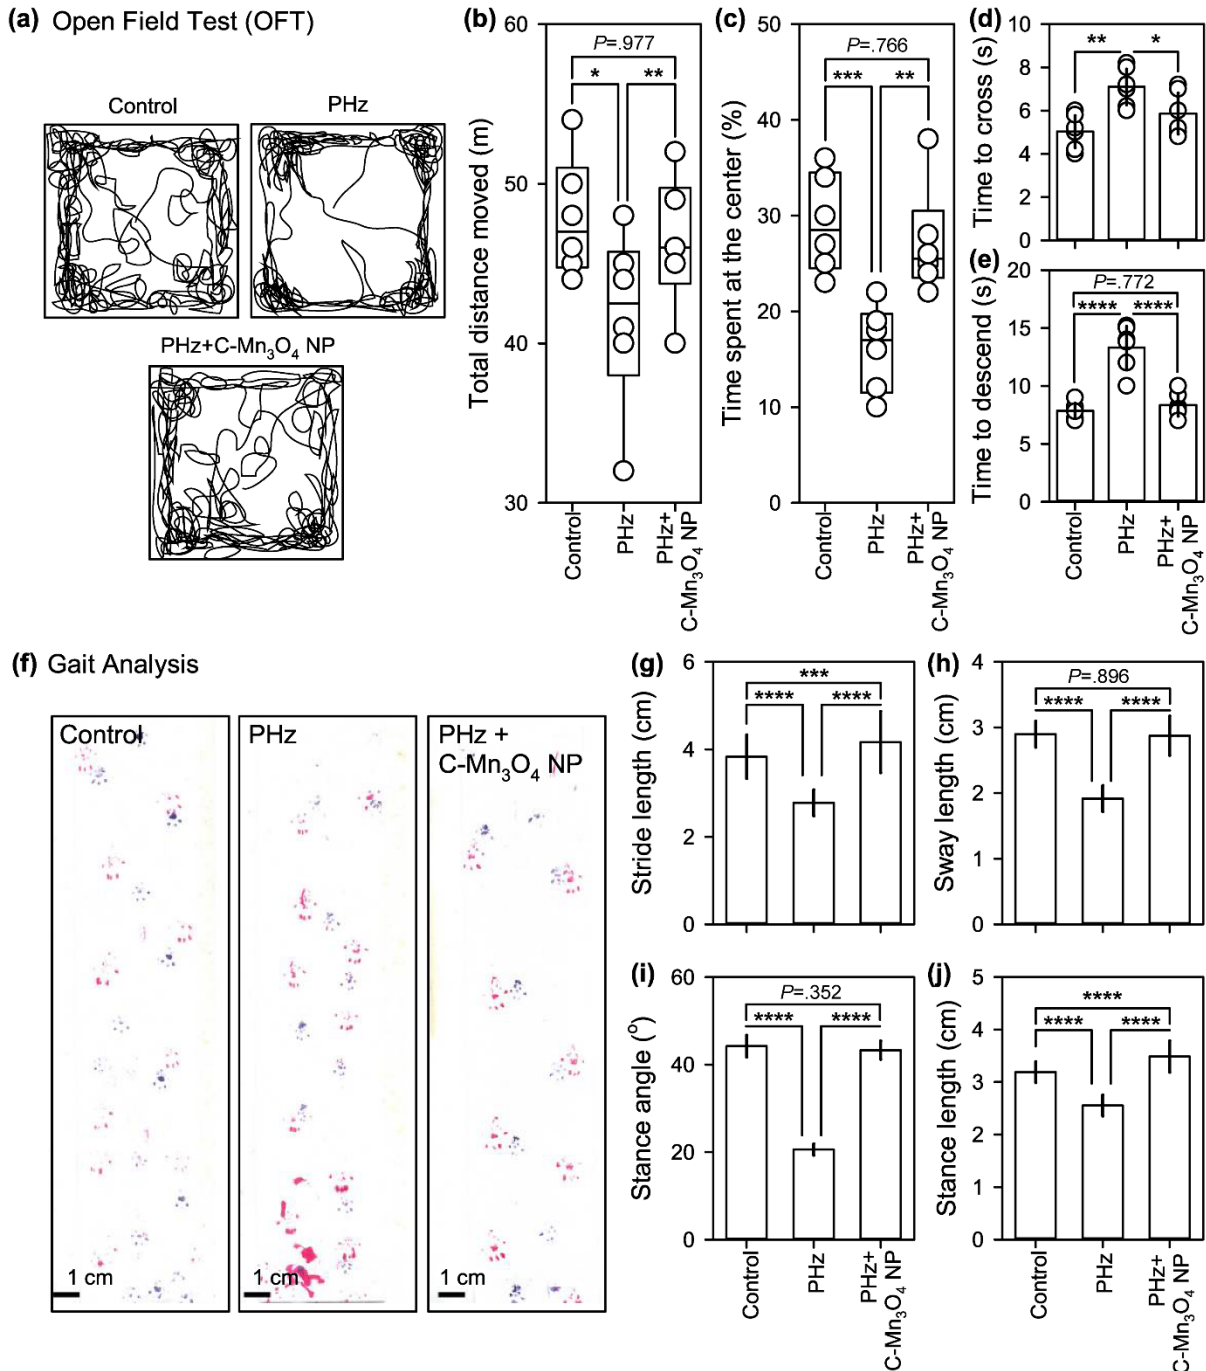 (a) Open Field Test (OFT)
Control
PHz
PHz+C-Mn₃O₄ NP
(b)
Total distance moved (m)
60
50
40
30
P=.977
*
**
Control
PHz
PHz+
C-Mn₃O₄ NP
(c)
Time spent at the center (%)
50
40
30
20
10
0
P=.766
***
**
Control
PHz
PHz+
C-Mn₃O₄ NP
(d)
Time to cross (s)
10
8
6
4
2
0
**
*
(e)
Time to descend (s)
20
15
10
5
0
P=.772
****
****
Control
PHz
PHz+
C-Mn₃O₄ NP
(f) Gait Analysis
Control
1 cm
PHz
1 cm
PHz +
C-Mn₃O₄ NP
1 cm
(g)
Stride length (cm)
6
4
2
0
***
****
****
(h)
Sway length (cm)
4
3
2
1
0
P=.896
****
****
(i)
Stance angle (°)
60
40
20
0
P=.352
****
****
Control
PHz
PHz+
C-Mn₃O₄ NP
(j)
Stance length (cm)
5
4
3
2
1
0
****
****
****
Control
PHz
PHz+
C-Mn₃O₄ NP